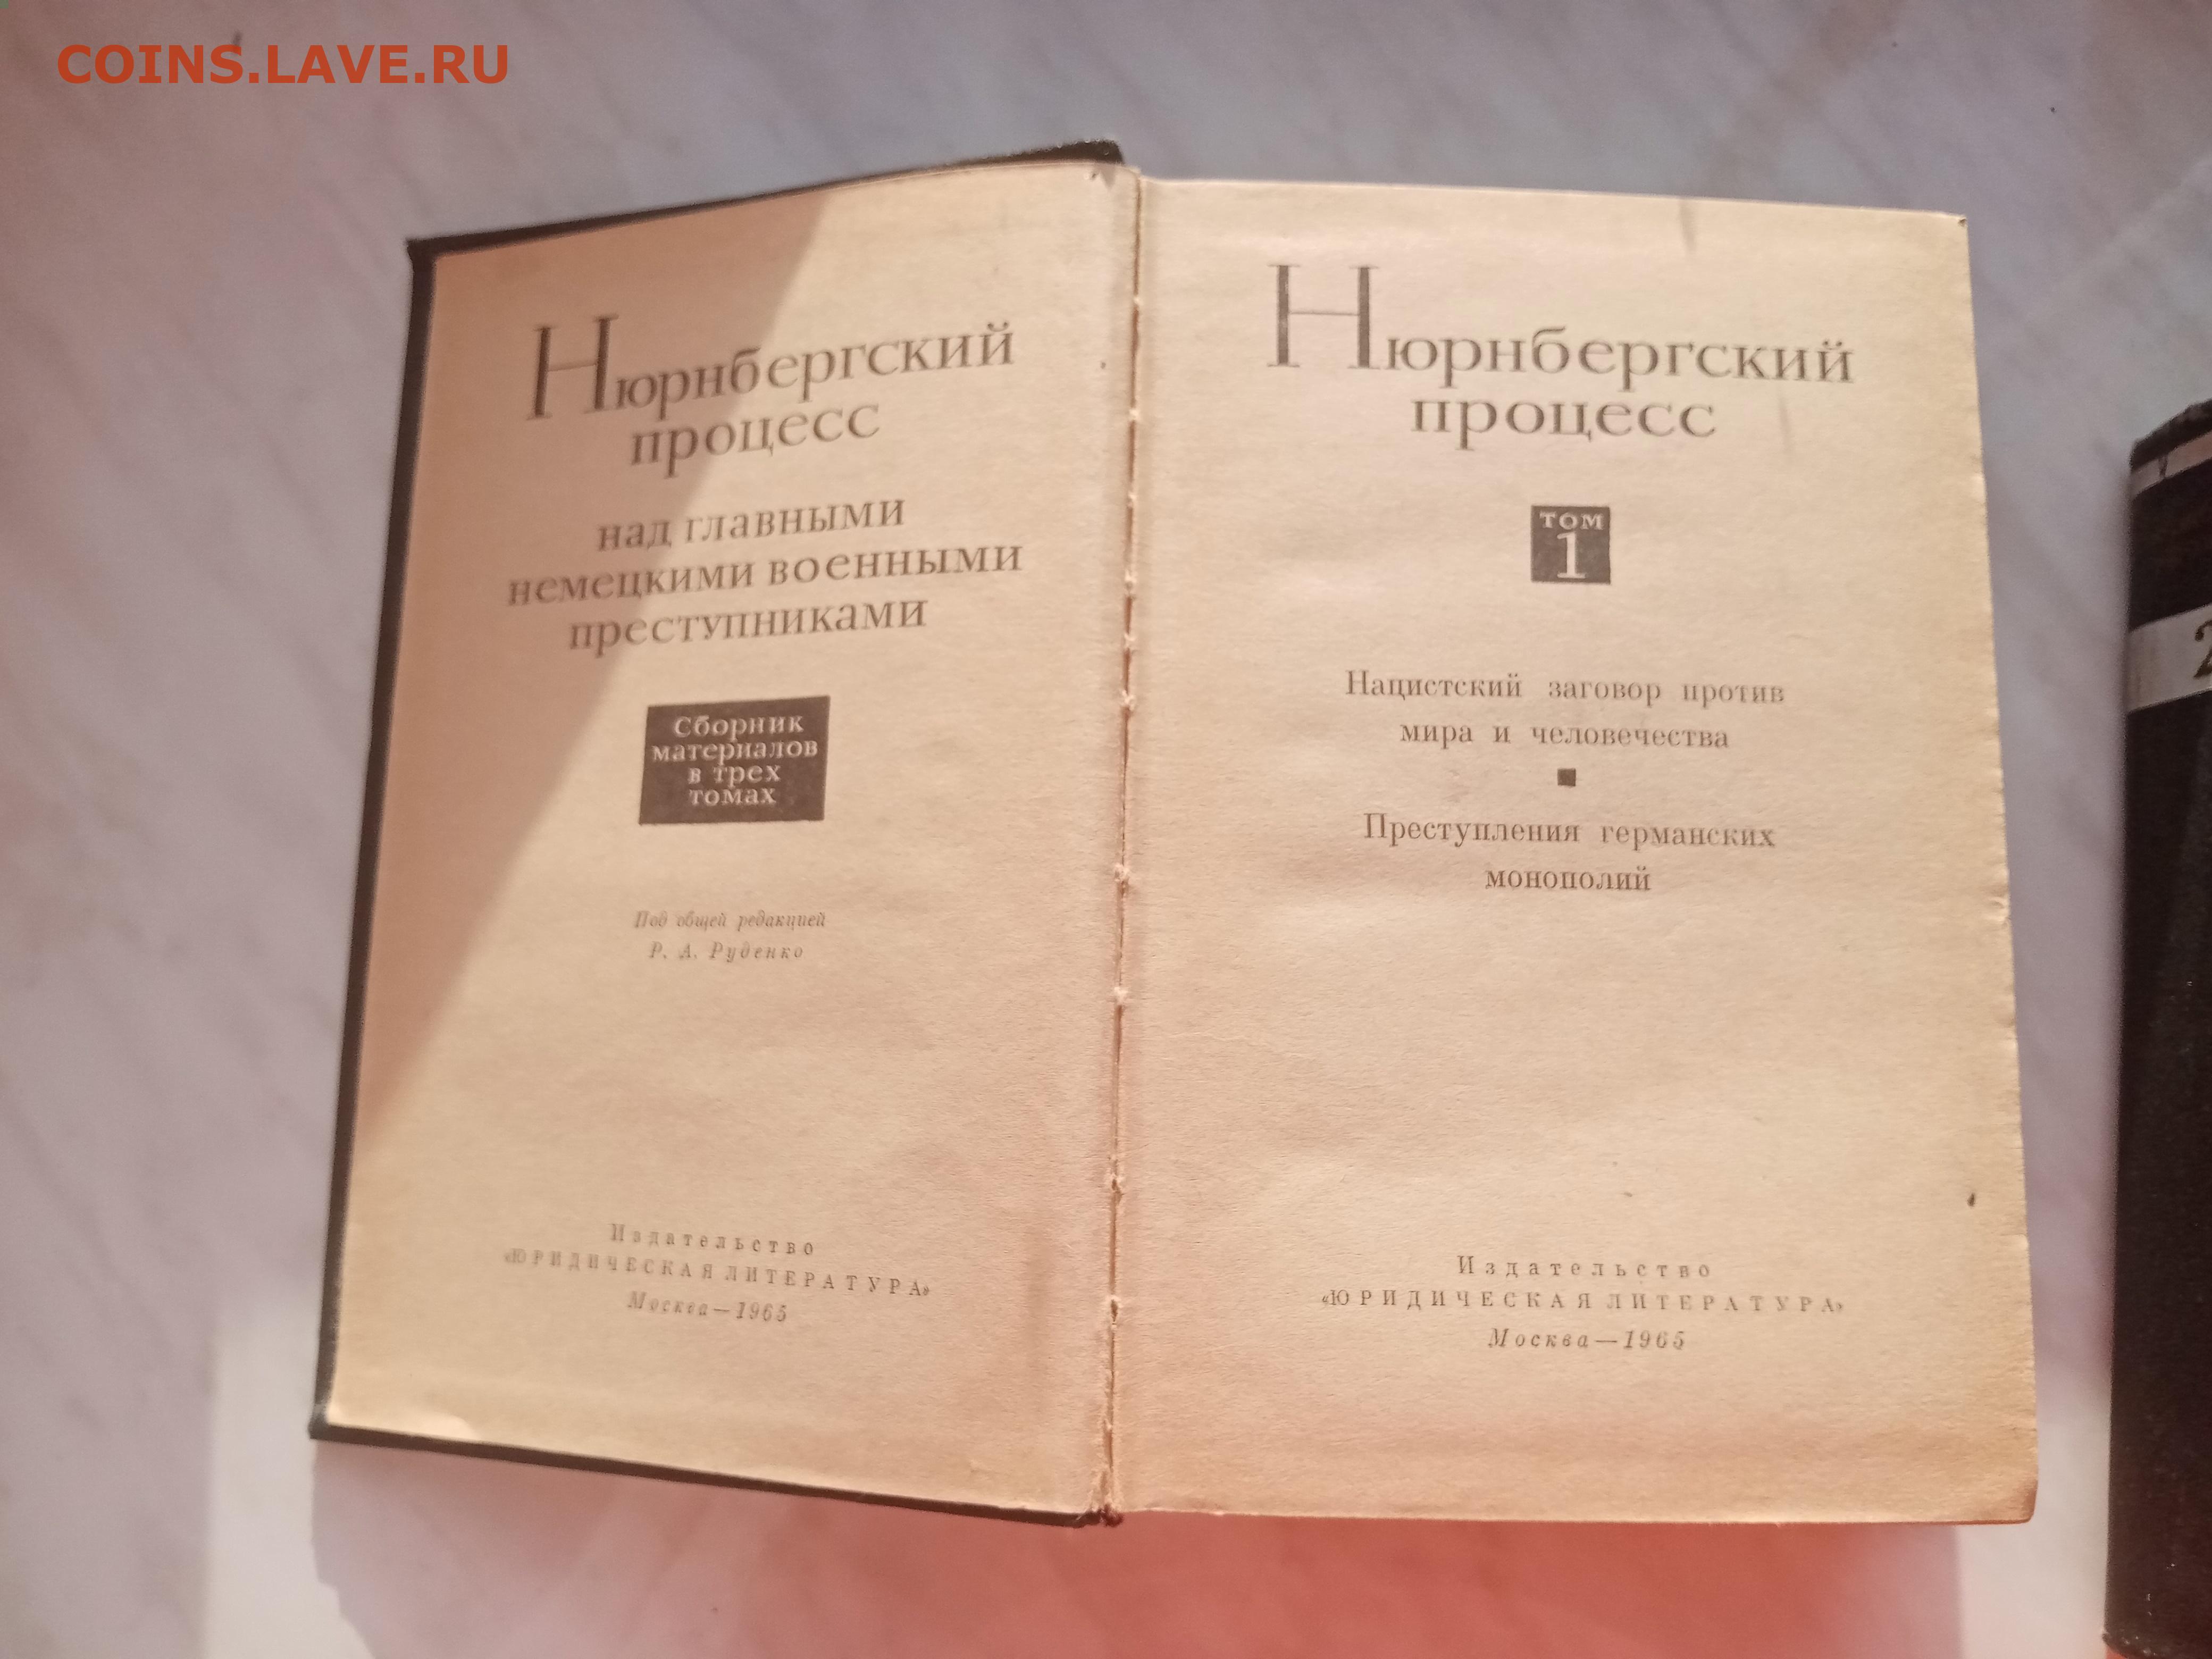 COINS.LAVE.RU
Нюрнбергский
процесс
над главными
немецкими военными
преступниками
Сборник
материалов
в трех
томах
Под общей редакцией
Р. А. Руденко
Издательство
«ЮРИДИЧЕСКАЯ ЛИТЕРАТУРА»
Москва—1965
Нюрнбергский
процесс
ТОМ
1
Нацистский заговор против
мира и человечества
Преступления германских
монополий
Издательство
«ЮРИДИЧЕСКАЯ ЛИТЕРАТУРА»
Москва—1965
2